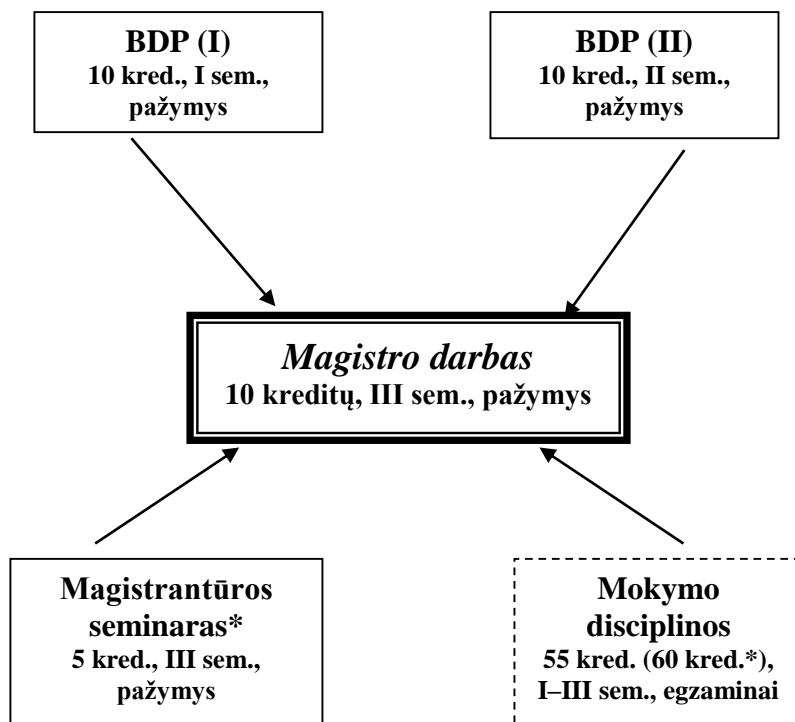 BDP (I)
10 kred., I sem.,
pažymys
BDP (II)
10 kred., II sem.,
pažymys
Magistro darbas
10 kreditų, III sem., pažymys
Magistrantūros
seminaras*
5 kred., III sem.,
pažymys
Mokymo
disciplinos
55 kred. (60 kred.*),
I–III sem., egzaminai